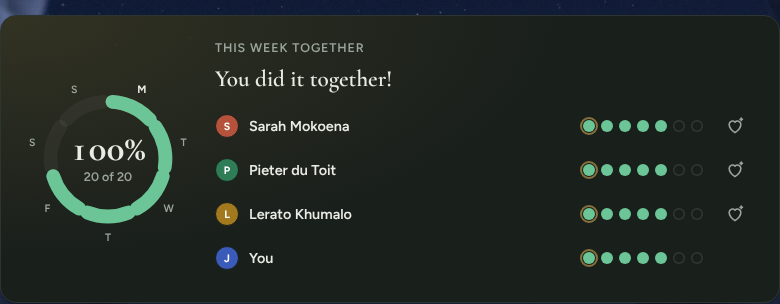 THIS WEEK TOGETHER
You did it together!
S
M
T
W
T
F
S
100%
20 of 20
S
Sarah Mokoena
P
Pieter du Toit
L
Lerato Khumalo
J
You